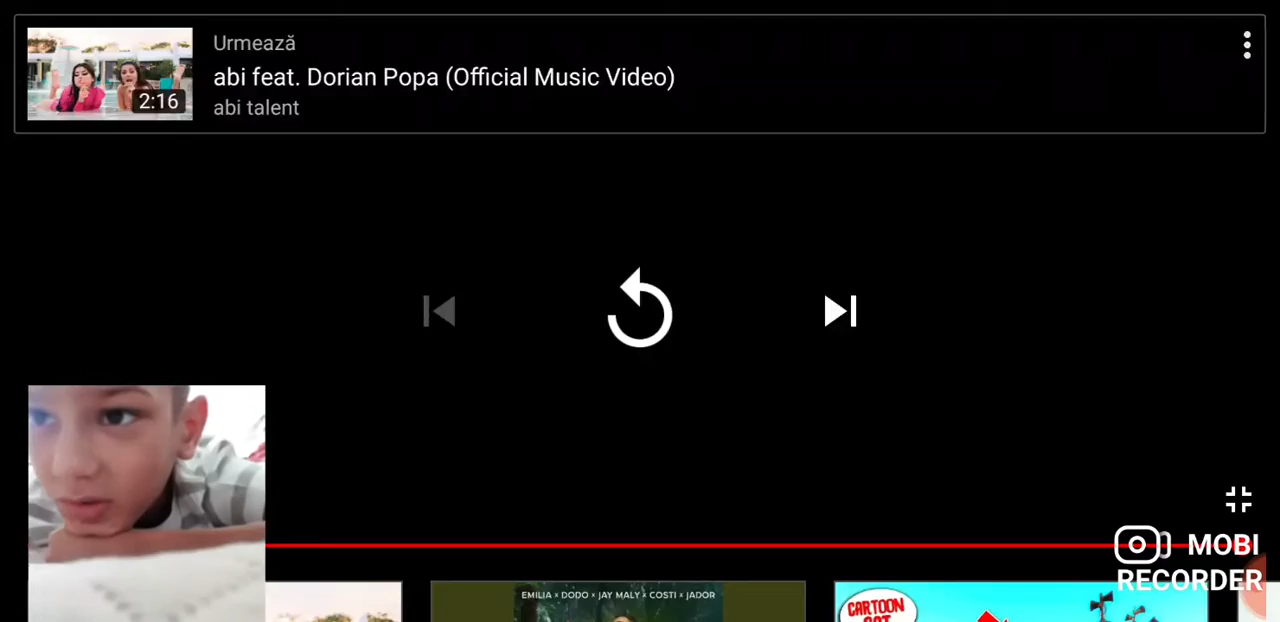 Urmează
abi feat. Dorian Popa (Official Music Video)
abi talent
2:16
MOBI
RECORDER
EMILIA × DODO × JAY MALY × COSTI × JADOR
CARTOON